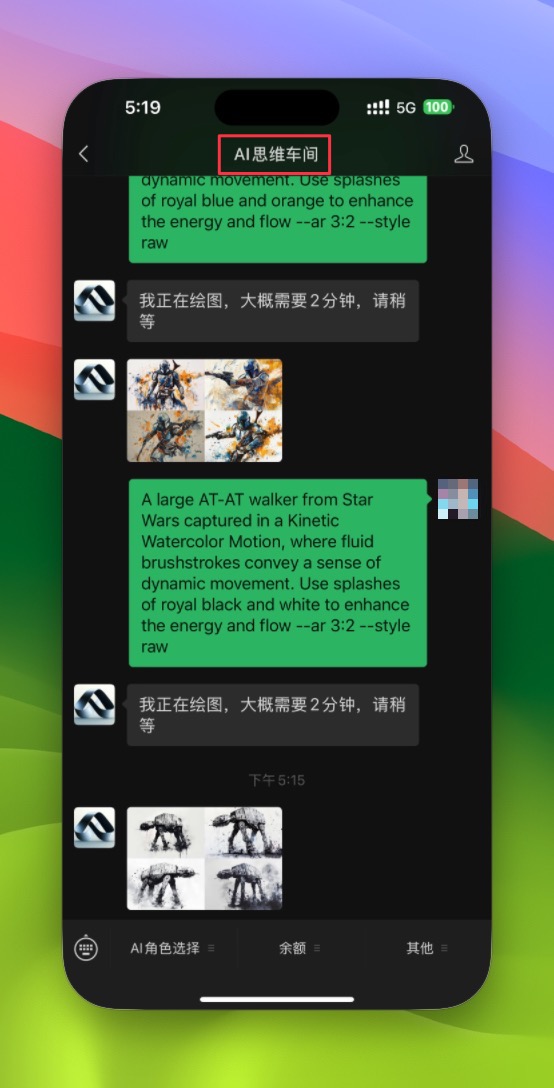 5:19
5G
100
AI思维车间
dynamic movement. Use splashes
of royal blue and orange to enhance
the energy and flow --ar 3:2 --style
raw
我正在绘图，大概需要2分钟，请稍
等
A large AT-AT walker from Star
Wars captured in a Kinetic
Watercolor Motion, where fluid
brushstrokes convey a sense of
dynamic movement. Use splashes
of royal black and white to enhance
the energy and flow --ar 3:2 --style
raw
我正在绘图，大概需要2分钟，请稍
等
下午5:15
AI角色选择
余额
其他